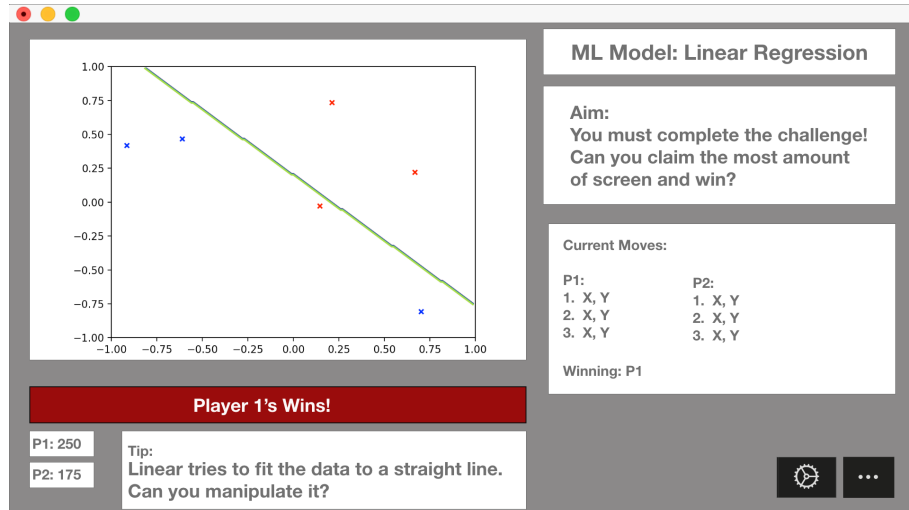 ML Model: Linear Regression
1.00
0.75
0.50
0.25
0.00
−0.25
−0.50
−0.75
−1.00
−1.00 −0.75 −0.50 −0.25 0.00 0.25 0.50 0.75 1.00
Aim:
You must complete the challenge!
Can you claim the most amount
of screen and win?
Current Moves:
P1:
1. X, Y
2. X, Y
3. X, Y
P2:
1. X, Y
2. X, Y
3. X, Y
Winning: P1
Player 1’s Wins!
P1: 250
P2: 175
Tip:
Linear tries to fit the data to a straight line.
Can you manipulate it?